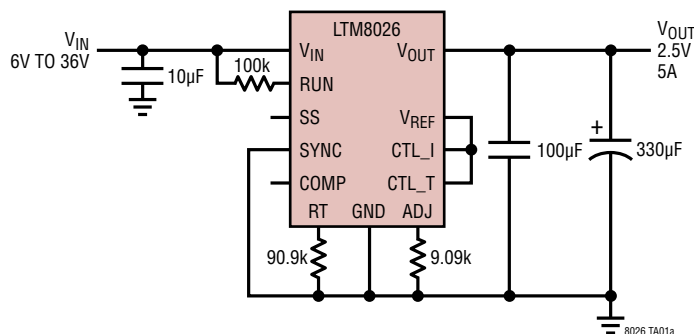 LTM8026
VIN
6V TO 36V
10µF
100k
VIN
RUN
SS
SYNC
COMP
RT
GND
ADJ
VOUT
VREF
CTL_I
CTL_T
90.9k
9.09k
100µF
+
330µF
VOUT
2.5V
5A
8026 TA01a